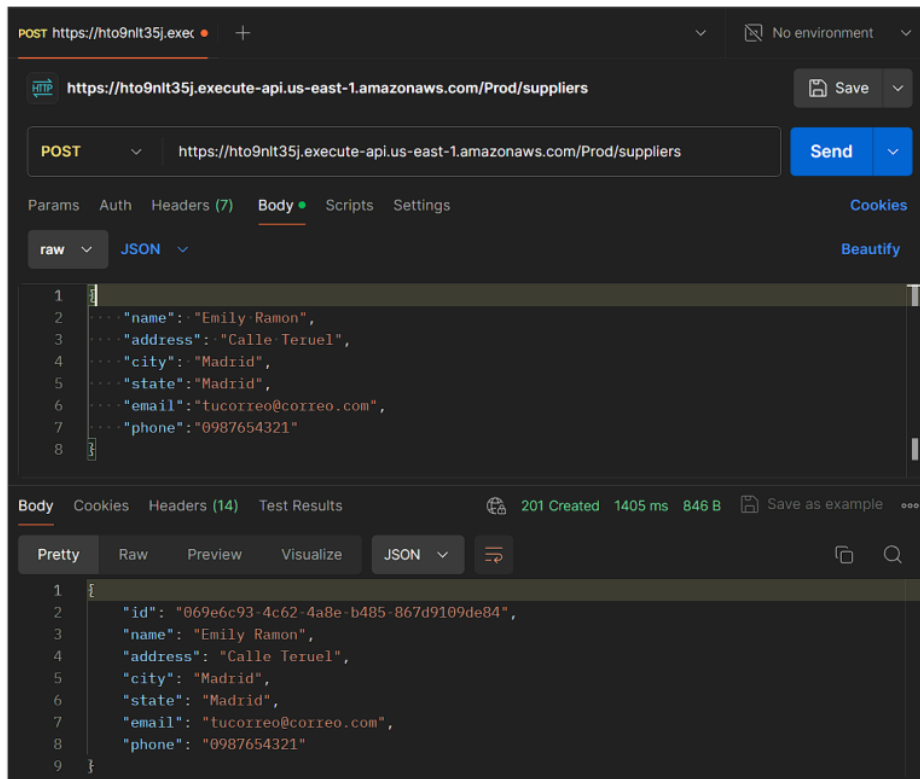 POST https://hto9nlt35j.exec
No environment
HTTP https://hto9nlt35j.execute-api.us-east-1.amazonaws.com/Prod/suppliers
Save
POST https://hto9nlt35j.execute-api.us-east-1.amazonaws.com/Prod/suppliers
Send
Params Auth Headers (7) Body Scripts Settings Cookies
raw JSON Beautify
1 {
2 "name": "Emily Ramon",
3 "address": "Calle Teruel",
4 "city": "Madrid",
5 "state":"Madrid",
6 "email":"tucorreo@correo.com",
7 "phone":"0987654321"
8 }
Body Cookies Headers (14) Test Results 201 Created 1405 ms 846 B Save as example
Pretty Raw Preview Visualize JSON
1 {
2 "id": "069e6c93-4c62-4a8e-b485-867d9109de84",
3 "name": "Emily Ramon",
4 "address": "Calle Teruel",
5 "city": "Madrid",
6 "state": "Madrid",
7 "email": "tucorreo@correo.com",
8 "phone": "0987654321"
9 }